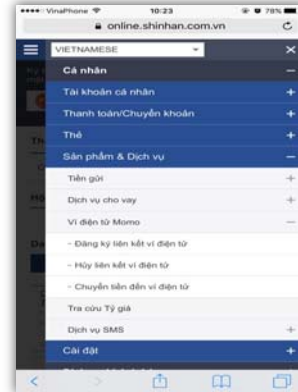 VinaPhone 10:23 78%
online.shinhan.com.vn
VIETNAMESE
Cá nhân
Tài khoản cá nhân
Thanh toán/Chuyển khoản
Thẻ
Sản phẩm & Dịch vụ
Tiền gửi
Dịch vụ cho vay
Ví điện tử Momo
- Đăng ký liên kết ví điện tử
- Hủy liên kết ví điện tử
- Chuyển tiền đến ví điện tử
Tra cứu Tỷ giá
Dịch vụ SMS
Cài đặt